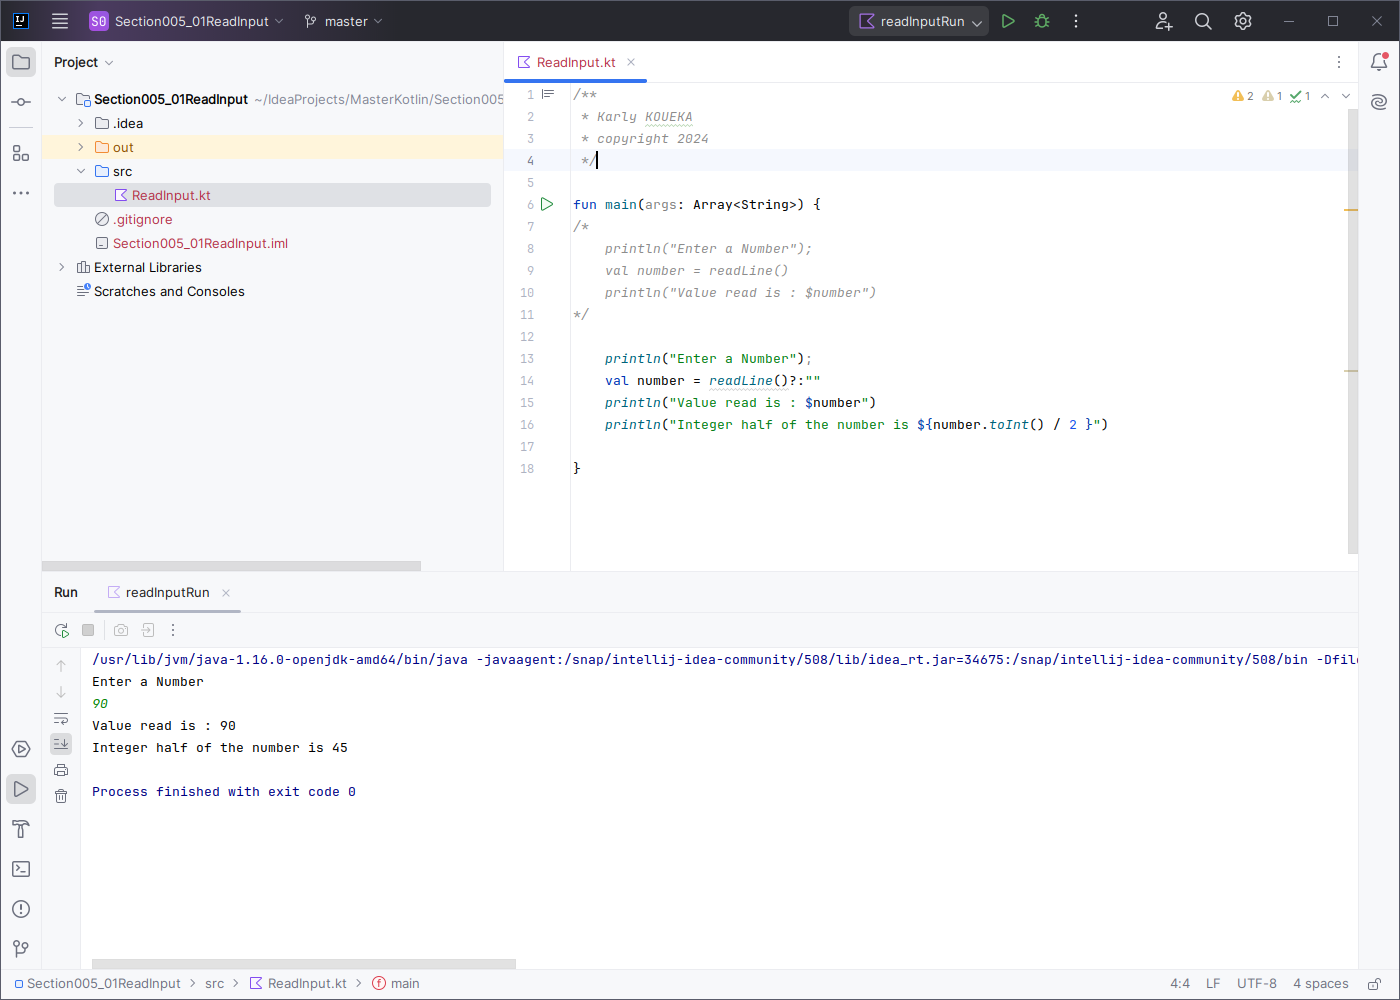 S0 Section005_01ReadInput master readInputRun
Project
Section005_01ReadInput ~/IdeaProjects/MasterKotlin/Section005
.idea
out
src
ReadInput.kt
.gitignore
Section005_01ReadInput.iml
External Libraries
Scratches and Consoles
ReadInput.kt
2 1 1
1 /**
2 * Karly KOUEKA
3 * copyright 2024
4 */
5
6 fun main(args: Array<String>) {
7 /*
8 println("Enter a Number");
9 val number = readLine()
10 println("Value read is : $number")
11 */
12
13 println("Enter a Number");
14 val number = readLine()?:""
15 println("Value read is : $number")
16 println("Integer half of the number is ${number.toInt() / 2 }")
17
18 }
Run readInputRun
/usr/lib/jvm/java-1.16.0-openjdk-amd64/bin/java -javaagent:/snap/intellij-idea-community/508/lib/idea_rt.jar=34675:/snap/intellij-idea-community/508/bin -Dfile
Enter a Number
90
Value read is : 90
Integer half of the number is 45
Process finished with exit code 0
Section005_01ReadInput > src > ReadInput.kt > main 4:4 LF UTF-8 4 spaces